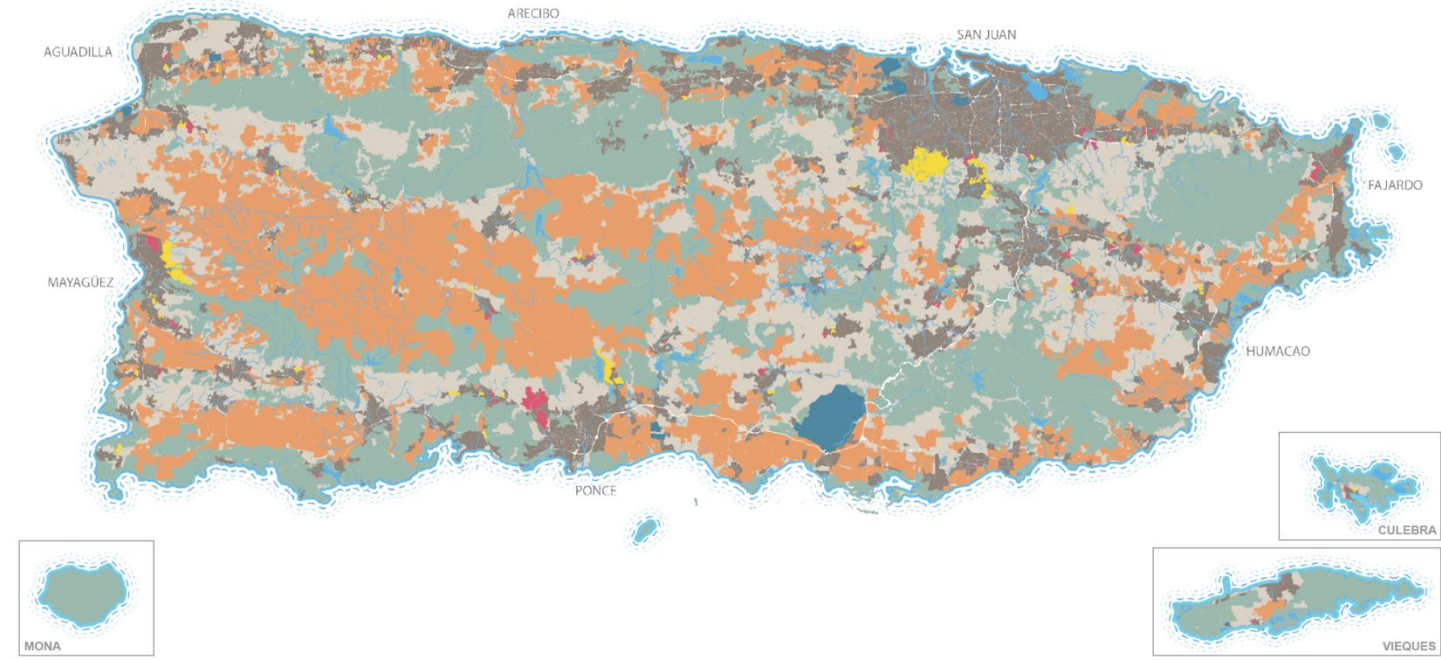 ARECIBO
SAN JUAN
AGUADILLA
FAJARDO
MAYAGÜEZ
HUMACAO
PONCE
CULEBRA
MONA
VIEQUES